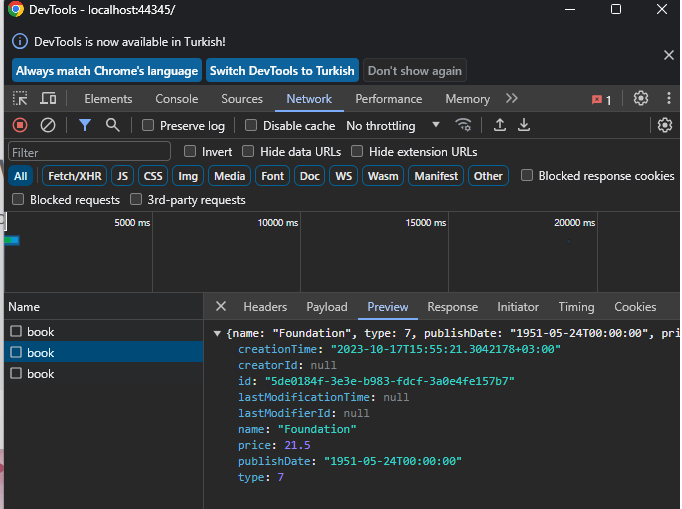 DevTools - localhost:44345/
DevTools is now available in Turkish!
Always match Chrome's language Switch DevTools to Turkish Don't show again
Elements Console Sources Network Performance Memory 1
Preserve log Disable cache No throttling
Filter Invert Hide data URLs Hide extension URLs
All Fetch/XHR JS CSS Img Media Font Doc WS Wasm Manifest Other Blocked response cookies
Blocked requests 3rd-party requests
5000 ms 10000 ms 15000 ms 20000 ms
Name Headers Payload Preview Response Initiator Timing Cookies
book
book
book
{name: "Foundation", type: 7, publishDate: "1951-05-24T00:00:00", pri
creationTime: "2023-10-17T15:55:21.3042178+03:00"
creatorId: null
id: "5de0184f-3e3e-b983-fdcf-3a0e4fe157b7"
lastModificationTime: null
lastModifierId: null
name: "Foundation"
price: 21.5
publishDate: "1951-05-24T00:00:00"
type: 7